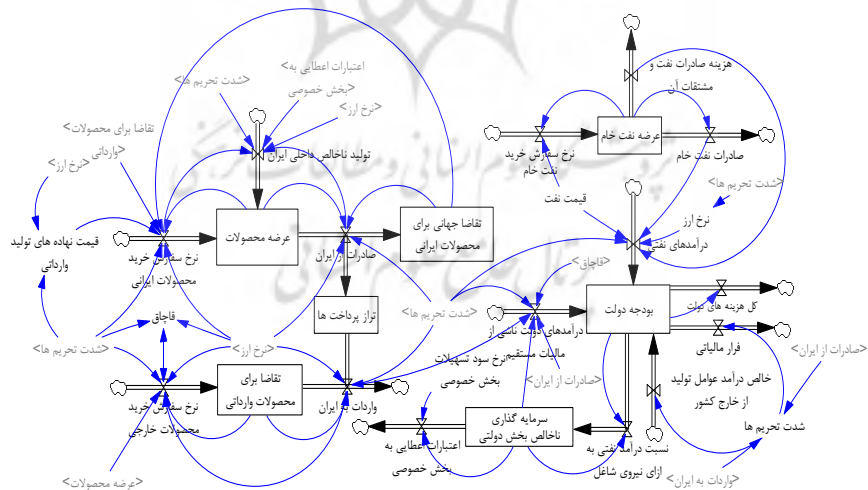 <اعتبارات اعطایی به
بخش خصوصی>
<شدت تحریم ها>
<نرخ ارز>
<تقاضا برای محصولات
وارداتی>
<نرخ ارز>
تولید ناخالص داخلی ایران
قیمت نهاده های تولید
وارداتی
نرخ سفارش خرید
محصولات ایرانی
عرضه محصولات
صادرات از ایران
تقاضا جهانی برای
محصولات ایرانی
تراز پرداخت ها
<شدت تحریم ها>
قاچاق
<شدت تحریم ها>
<نرخ ارز>
نرخ سفارش خرید
محصولات خارجی
تقاضا برای
محصولات وارداتی
واردات به ایران
<عرضه محصولات>
هزینه صادرات نفت و
مشتقات آن
عرضه نفت خام
نرخ سفارش خرید
نفت خام
صادرات نفت خام
قیمت نفت
<شدت تحریم ها>
نرخ ارز
درآمدهای نفتی
<قاچاق>
بودجه دولت
کل هزینه های دولت
فرار مالیاتی
درآمدهای دولت ناشی از
مالیات مستقیم
نرخ سود تسهیلات
بخش خصوصی
<صادرات از ایران>
<صادرات از ایران>
خالص درآمد عوامل تولید
از خارج کشور
شدت تحریم ها
سرمایه گذاری
ناخالص بخش دولتی
اعتبارات اعطایی به
بخش خصوصی
نسبت درآمد نفتی به
ازای نیروی شاغل
<واردات به ایران>